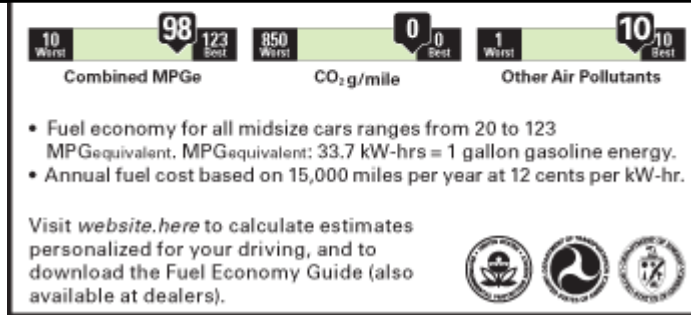 98
10
Worst
123
Best
Combined MPGe
0
850
Worst
0
Best
CO₂ g/mile
10
1
Worst
10
Best
Other Air Pollutants
• Fuel economy for all midsize cars ranges from 20 to 123
MPGequivalent. MPGequivalent: 33.7 kW-hrs = 1 gallon gasoline energy.
• Annual fuel cost based on 15,000 miles per year at 12 cents per kW-hr.
Visit website.here to calculate estimates
personalized for your driving, and to
download the Fuel Economy Guide (also
available at dealers).